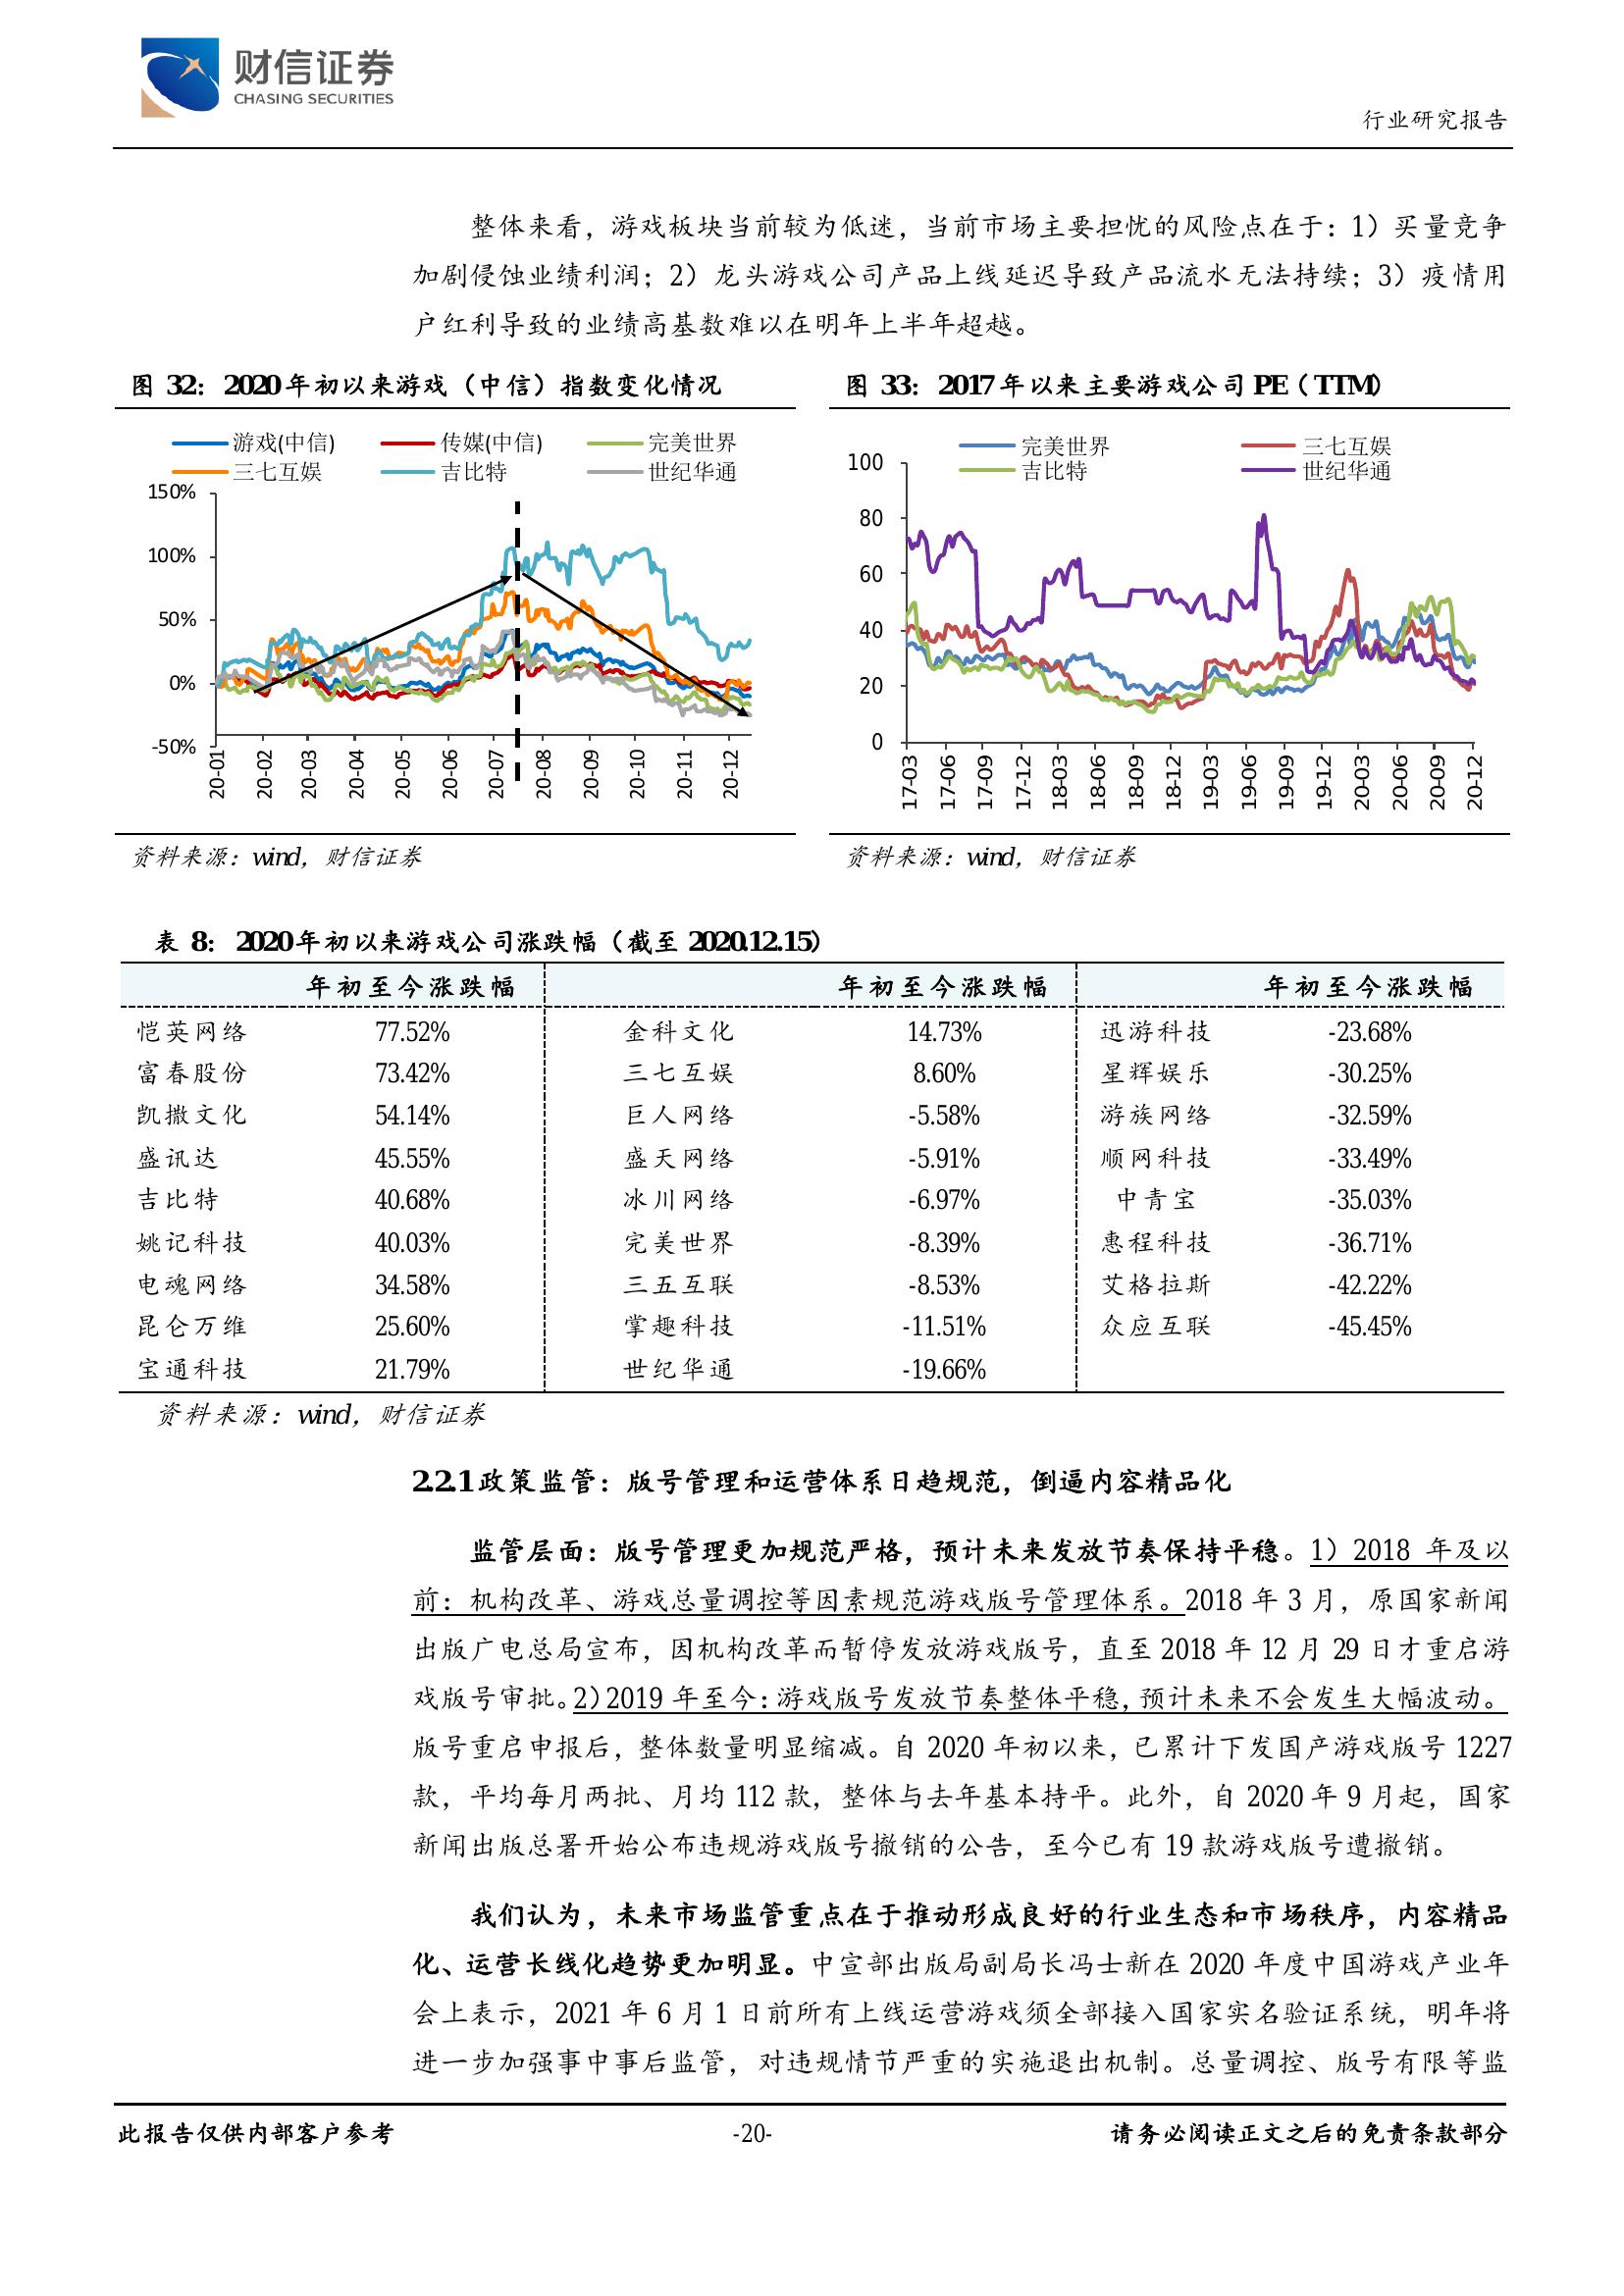 财信证券
CHASING SECURITIES
行业研究报告
整体来看，游戏板块当前较为低迷，当前市场主要担忧的风险点在于：1）买量竞争
加剧侵蚀业绩利润；2）龙头游戏公司产品上线延迟导致产品流水无法持续；3）疫情用
户红利导致的业绩高基数难以在明年上半年超越。
图 32：2020 年初以来游戏（中信）指数变化情况
游戏(中信) 传媒(中信) 完美世界
三七互娱 吉比特 世纪华通
150%
100%
50%
0%
-50%
20-01 20-02 20-03 20-04 20-05 20-06 20-07 20-08 20-09 20-10 20-11 20-12
资料来源：wind，财信证券
图 33：2017 年以来主要游戏公司 PE（TTM）
完美世界 三七互娱
吉比特 世纪华通
100
80
60
40
20
0
17-03 17-06 17-09 17-12 18-03 18-06 18-09 18-12 19-03 19-06 19-09 19-12 20-03 20-06 20-09 20-12
资料来源：wind，财信证券
表 8：2020 年初以来游戏公司涨跌幅（截至 2020.12.15）
年初至今涨跌幅 年初至今涨跌幅 年初至今涨跌幅
恺英网络 77.52% 金科文化 14.73% 迅游科技 -23.68%
富春股份 73.42% 三七互娱 8.60% 星辉娱乐 -30.25%
凯撒文化 54.14% 巨人网络 -5.58% 游族网络 -32.59%
盛讯达 45.55% 盛天网络 -5.91% 顺网科技 -33.49%
吉比特 40.68% 冰川网络 -6.97% 中青宝 -35.03%
姚记科技 40.03% 完美世界 -8.39% 惠程科技 -36.71%
电魂网络 34.58% 三五互联 -8.53% 艾格拉斯 -42.22%
昆仑万维 25.60% 掌趣科技 -11.51% 众应互联 -45.45%
宝通科技 21.79% 世纪华通 -19.66%
资料来源：wind，财信证券
2.2.1 政策监管：版号管理和运营体系日趋规范，倒逼内容精品化
监管层面：版号管理更加规范严格，预计未来发放节奏保持平稳。1）2018 年及以
前：机构改革、游戏总量调控等因素规范游戏版号管理体系。2018 年 3 月，原国家新闻
出版广电总局宣布，因机构改革而暂停发放游戏版号，直至 2018 年 12 月 29 日才重启游
戏版号审批。2）2019 年至今：游戏版号发放节奏整体平稳，预计未来不会发生大幅波动。
版号重启申报后，整体数量明显缩减。自 2020 年初以来，已累计下发国产游戏版号 1227
款，平均每月两批、月均 112 款，整体与去年基本持平。此外，自 2020 年 9 月起，国家
新闻出版总署开始公布违规游戏版号撤销的公告，至今已有 19 款游戏版号遭撤销。
我们认为，未来市场监管重点在于推动形成良好的行业生态和市场秩序，内容精品
化、运营长线化趋势更加明显。中宣部出版局副局长冯士新在 2020 年度中国游戏产业年
会上表示，2021 年 6 月 1 日前所有上线运营游戏须全部接入国家实名验证系统，明年将
进一步加强事中事后监管，对违规情节严重的实施退出机制。总量调控、版号有限等监
此报告仅供内部客户参考 -20- 请务必阅读正文之后的免责条款部分